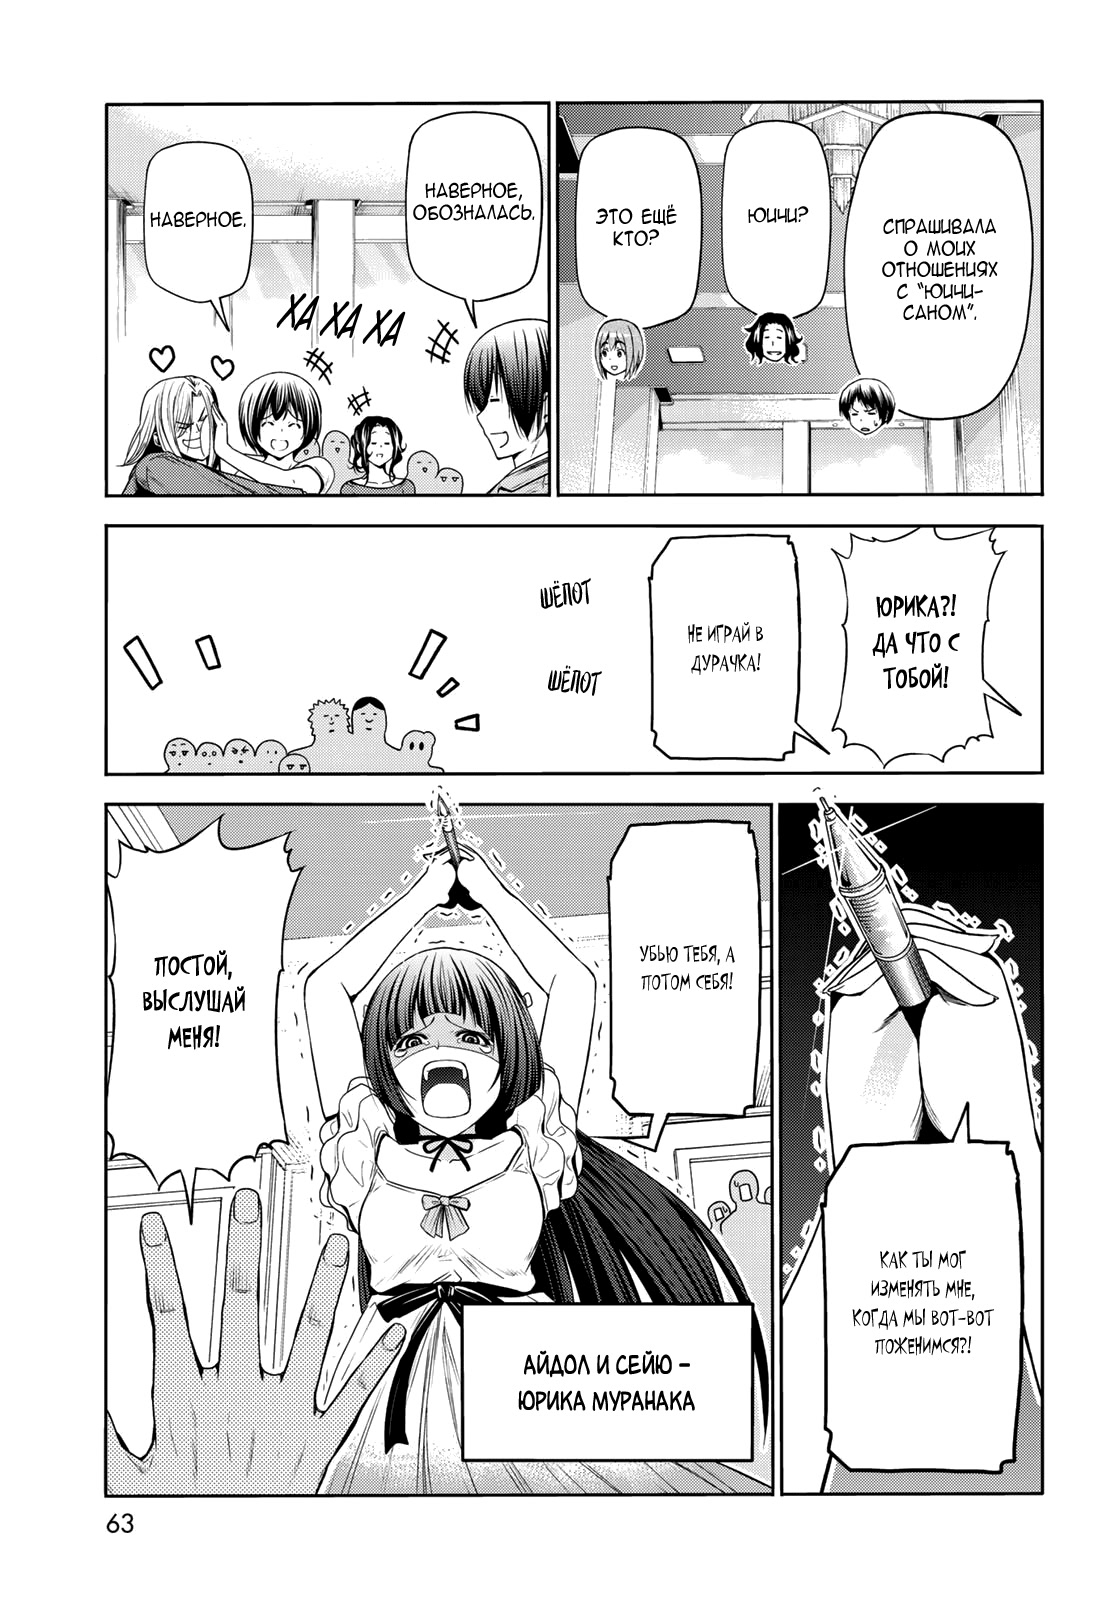 СПРАШИВАЛА
О МОИХ
ОТНОШЕНИЯХ
С "ЮИЧИ-
САНОМ".
ЮИЧИ?
ЭТО ЕЩЁ
КТО?
НАВЕРНОЕ,
ОБОЗНАЛАСЬ.
ХА ХА ХА
НАВЕРНОЕ.
ЮРИКА?!
ДА ЧТО С
ТОБОЙ!
НЕ ИГРАЙ В
ДУРАЧКА!
ШЁПОТ
ШЁПОТ
КАК ТЫ МОГ
ИЗМЕНЯТЬ МНЕ,
КОГДА МЫ ВОТ-ВОТ
ПОЖЕНИМСЯ?!
УБЬЮ ТЕБЯ, А
ПОТОМ СЕБЯ!
ПОСТОЙ,
ВЫСЛУШАЙ
МЕНЯ!
АЙДОЛ И СЕЙЮ –
ЮРИКА МУРАНАКА
63